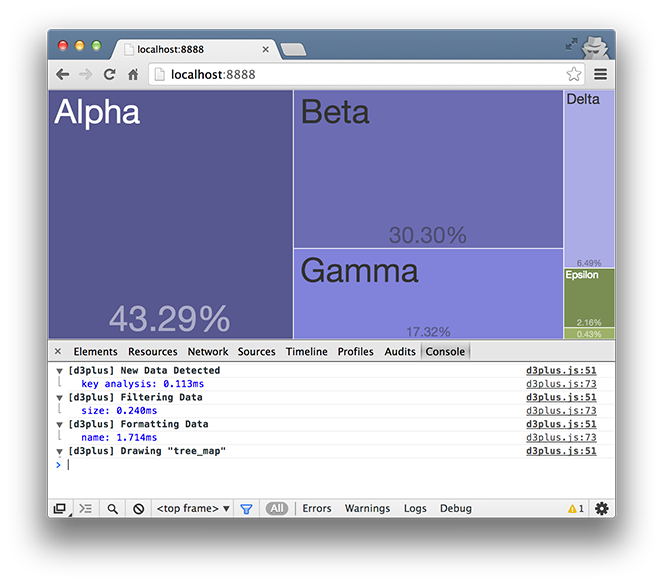 localhost:8888
localhost:8888
Alpha
43.29%
Beta
30.30%
Gamma
17.32%
Delta
6.49%
Epsilon
2.16%
0.43%
Elements Resources Network Sources Timeline Profiles Audits Console
[d3plus] New Data Detected d3plus.js:51
key analysis: 0.113ms d3plus.js:73
[d3plus] Filtering Data d3plus.js:51
size: 0.240ms d3plus.js:73
[d3plus] Formatting Data d3plus.js:51
name: 1.714ms d3plus.js:73
[d3plus] Drawing "tree_map" d3plus.js:51
<top frame> All Errors Warnings Logs Debug 1